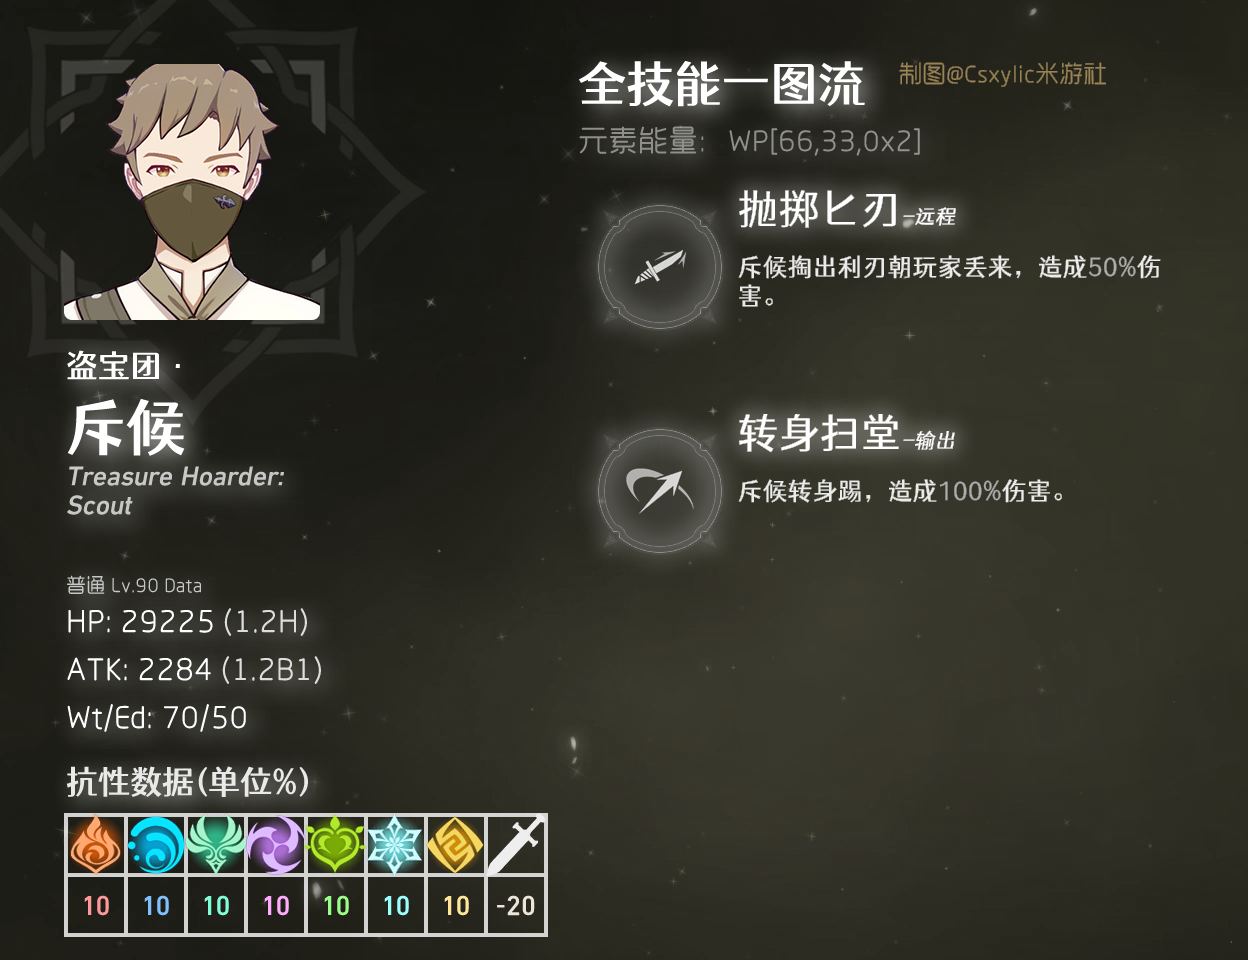 全技能一图流
制图@Csxylic米游社
元素能量: WP[66,33,0x2]
抛掷匕刃–远程
斥候掏出利刃朝玩家丢来，造成50%伤
害。
转身扫堂–输出
斥候转身踢，造成100%伤害。
盗宝团 ·
斥候
Treasure Hoarder:
Scout
普通 Lv.90 Data
HP: 29225 (1.2H)
ATK: 2284 (1.2B1)
Wt/Ed: 70/50
抗性数据(单位%)
10 10 10 10 10 10 10 -20